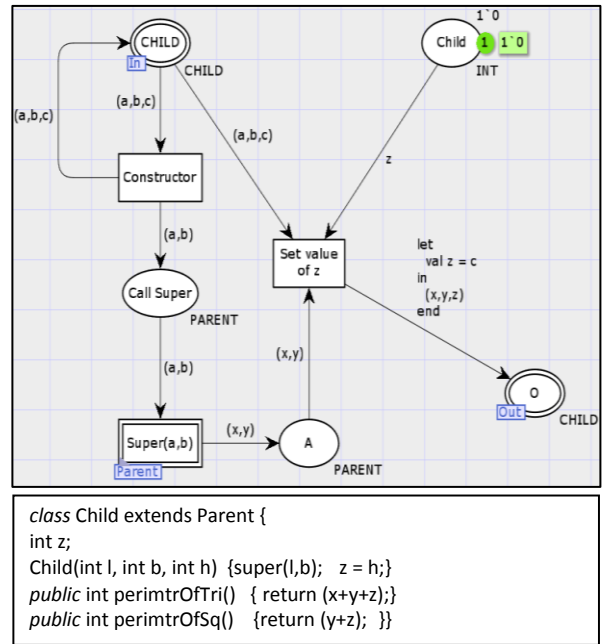 1`0
CHILD
In
CHILD
Child
1
1`0
INT
(a,b,c)
(a,b,c)
(a,b,c)
z
Constructor
(a,b)
Set value
of z
let
val z = c
in
(x,y,z)
end
Call Super
PARENT
(a,b)
(x,y)
O
Out
CHILD
Super(a,b)
Parent
(x,y)
A
PARENT
class Child extends Parent {
int z;
Child(int l, int b, int h) {super(l,b); z = h;}
public int perimtrOfTri() { return (x+y+z);}
public int perimtrOfSq() {return (y+z); }}